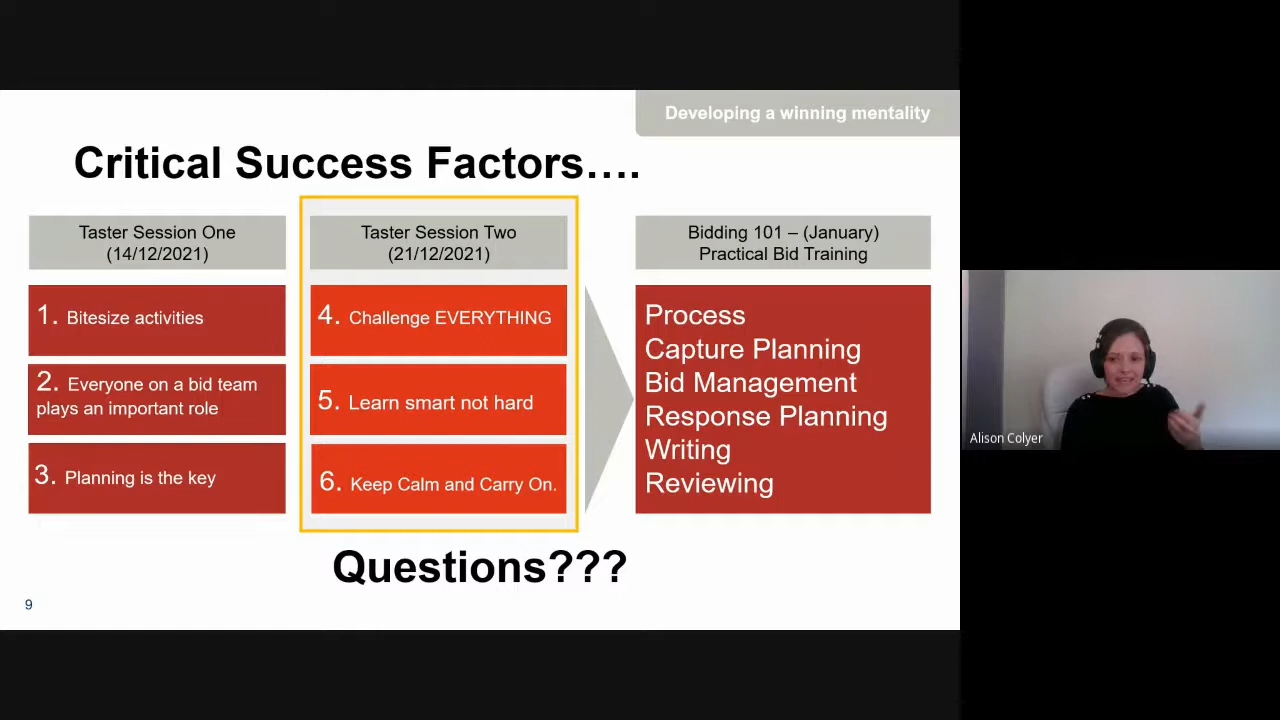 Developing a winning mentality
Critical Success Factors….
Taster Session One
(14/12/2021)
1. Bitesize activities
2. Everyone on a bid team
plays an important role
3. Planning is the key
Taster Session Two
(21/12/2021)
4. Challenge EVERYTHING
5. Learn smart not hard
6. Keep Calm and Carry On.
Bidding 101 – (January)
Practical Bid Training
Process
Capture Planning
Bid Management
Response Planning
Writing
Reviewing
Questions???
9
Alison Colyer